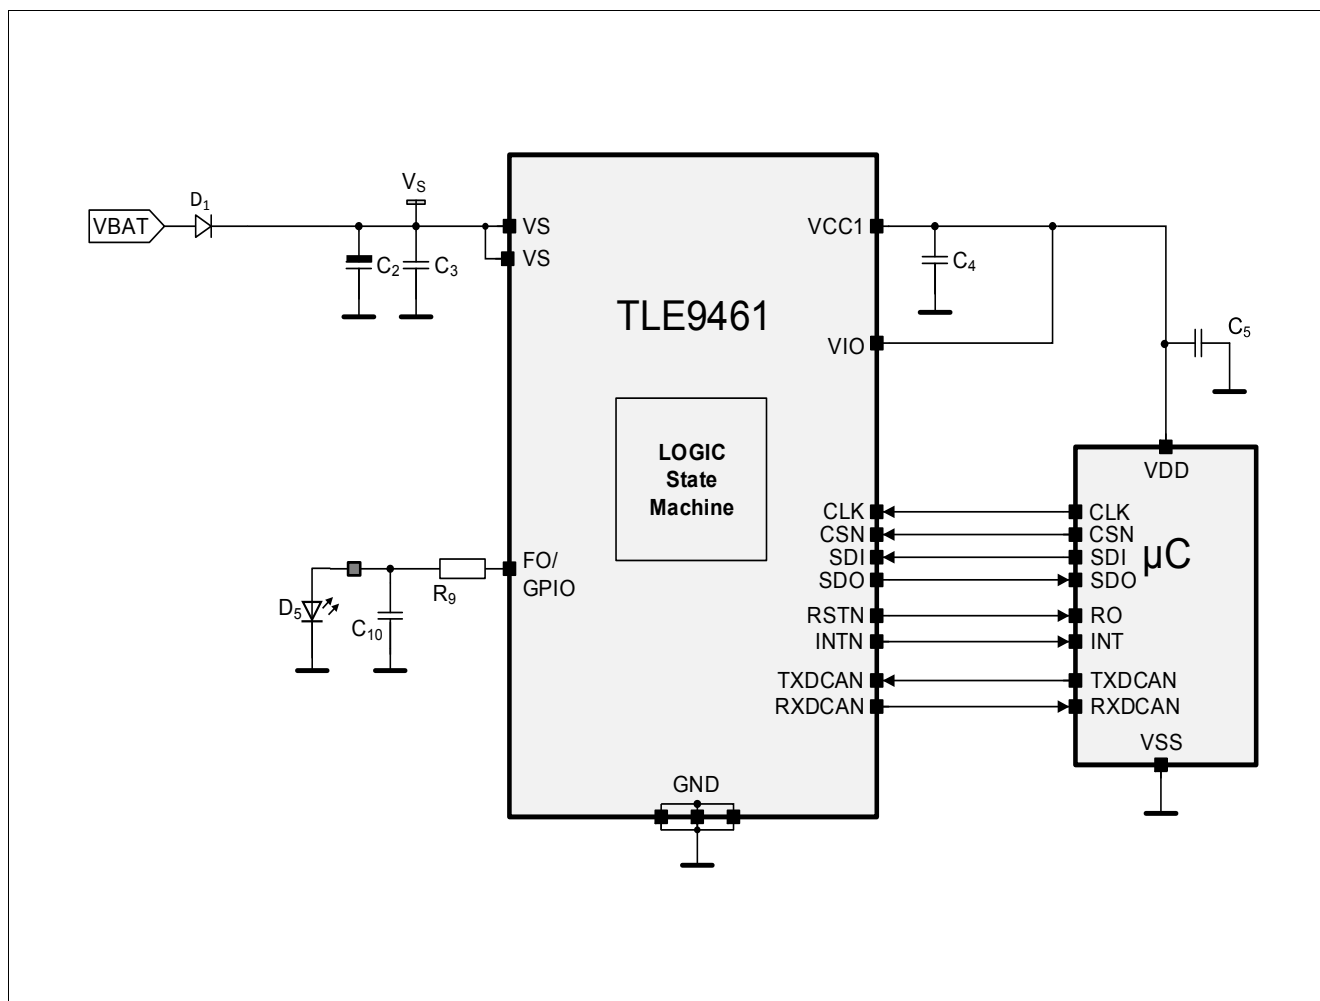 VBAT
D1
VS
C2
C3
VS
VS
TLE9461
LOGIC
State
Machine
FO/
GPIO
R9
D5
C10
GND
VCC1
VIO
CLK
CSN
SDI
SDO
RSTN
INTN
TXDCAN
RXDCAN
C4
C5
VDD
CLK
CSN
SDI
SDO
µC
RO
INT
TXDCAN
RXDCAN
VSS